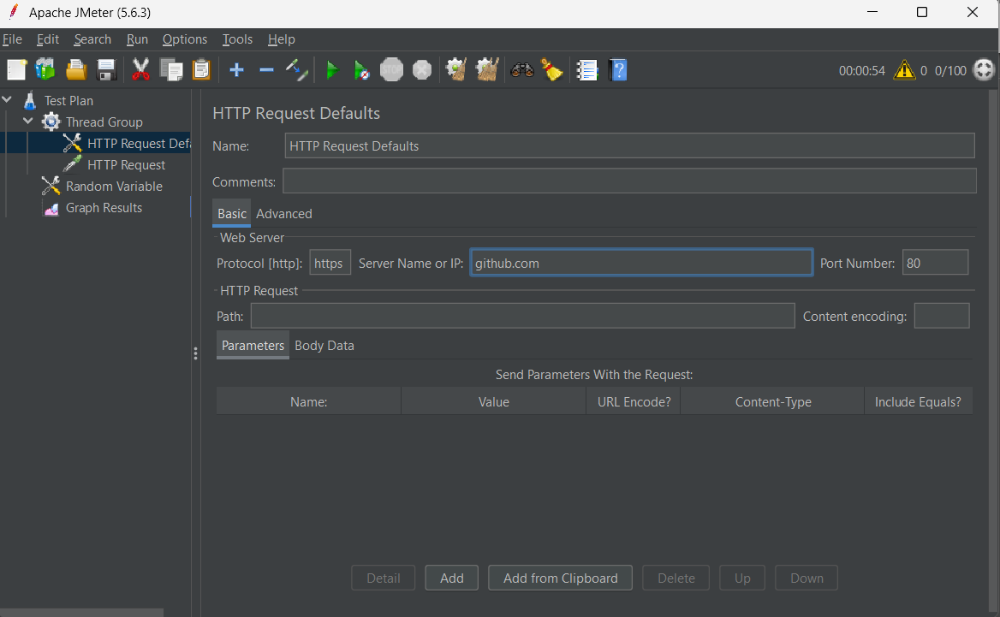 Apache JMeter (5.6.3)
File Edit Search Run Options Tools Help
STOP 00:00:54 0 0/100
Test Plan
Thread Group
HTTP Request Defa
HTTP Request
Random Variable
Graph Results
HTTP Request Defaults
Name: HTTP Request Defaults
Comments:
Basic Advanced
Web Server
Protocol [http]: https Server Name or IP: github.com Port Number: 80
HTTP Request
Path: Content encoding:
Parameters Body Data
Send Parameters With the Request:
Name: Value URL Encode? Content-Type Include Equals?
Detail Add Add from Clipboard Delete Up Down